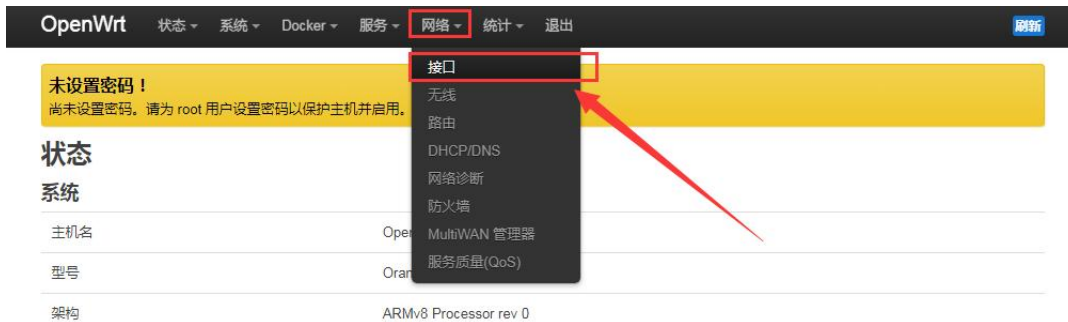 OpenWrt 状态 系统 Docker 服务 网络 统计 退出 刷新
接口
无线
路由
DHCP/DNS
网络诊断
防火墙
MultiWAN 管理器
服务质量(QoS)
未设置密码！
尚未设置密码。请为 root 用户设置密码以保护主机并启用。
状态
系统
主机名 Oper
型号 Oran
架构 ARMv8 Processor rev 0